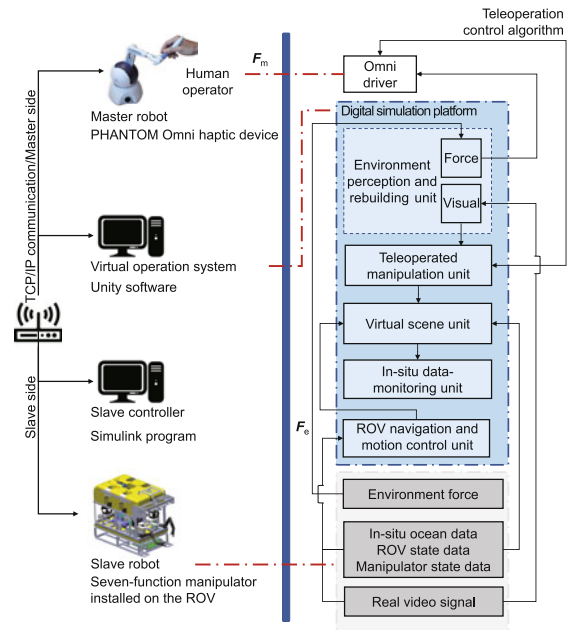 Teleoperation
control algorithm
TCP/IP communication/Master side
Slave side
Human
operator
Master robot
PHANTOM Omni haptic device
Virtual operation system
Unity software
Slave controller
Simulink program
Slave robot
Seven-function manipulator
installed on the ROV
Fm
Fe
Omni
driver
Digital simulation platform
Environment
perception and
rebuilding unit
Force
Visual
Teleoperated
manipulation unit
Virtual scene unit
In-situ data-
monitoring unit
ROV navigation and
motion control unit
Environment force
In-situ ocean data
ROV state data
Manipulator state data
Real video signal